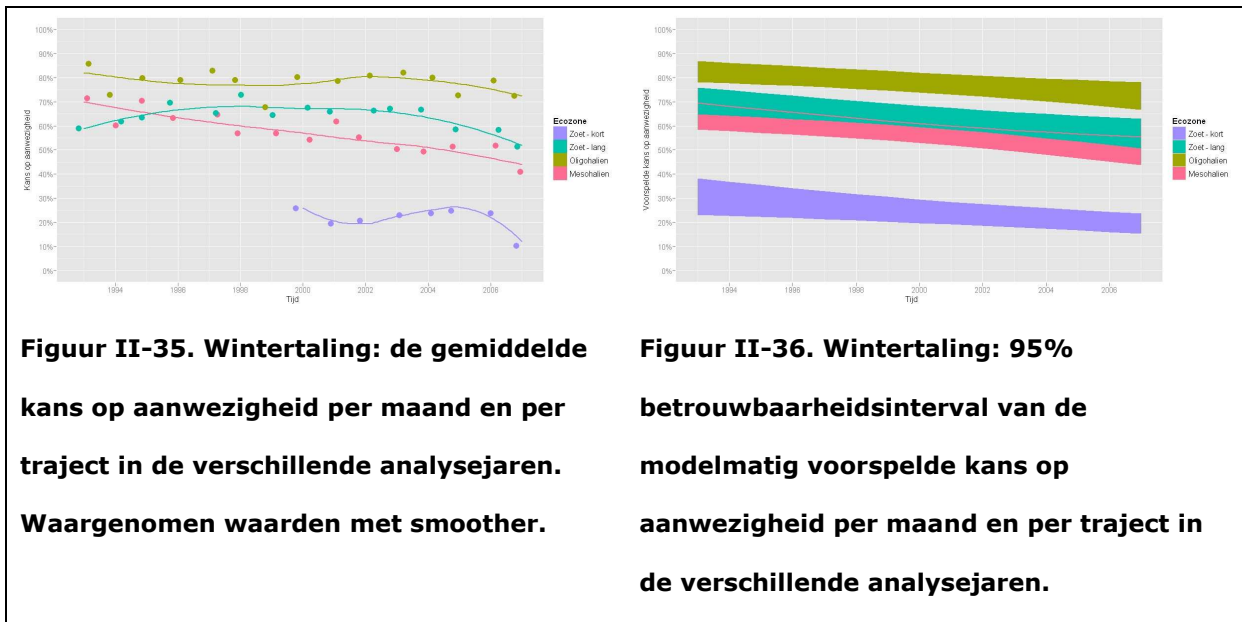 100%
90%
80%
70%
60%
50%
40%
30%
20%
10%
0%
Kans op aanwezigheid
1994
1996
1998
2000
2002
2004
2006
Tijd
Ecozone
Zoet - kort
Zoet - lang
Oligohalien
Mesohalien
100%
90%
80%
70%
60%
50%
40%
30%
20%
10%
0%
Voorspelde kans op aanwezigheid
1994
1996
1998
2000
2002
2004
2006
Tijd
Ecozone
Zoet - kort
Zoet - lang
Oligohalien
Mesohalien
Figuur II-35. Wintertaling: de gemiddelde
kans op aanwezigheid per maand en per
traject in de verschillende analysejaren.
Waargenomen waarden met smoother.
Figuur II-36. Wintertaling: 95%
betrouwbaarheidsinterval van de
modelmatig voorspelde kans op
aanwezigheid per maand en per traject in
de verschillende analysejaren.